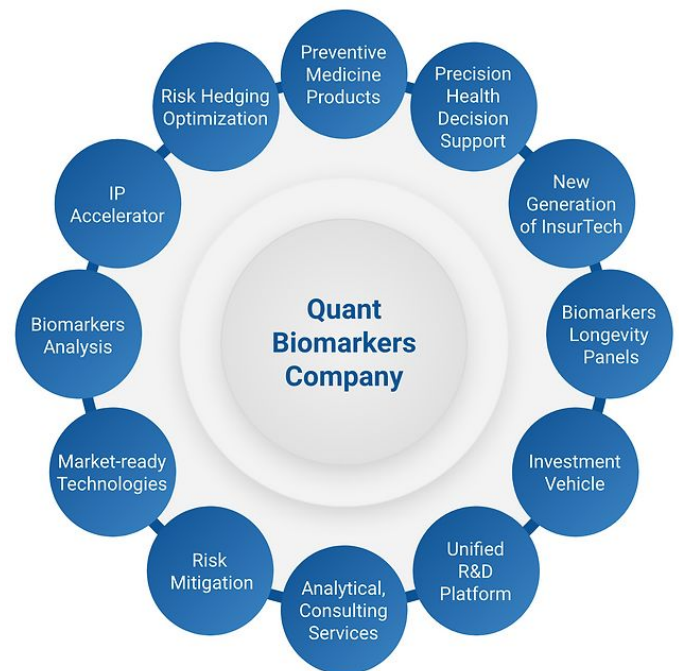 Quant
Biomarkers
Company
Preventive
Medicine
Products
Precision
Health
Decision
Support
New
Generation
of InsurTech
Biomarkers
Longevity
Panels
Investment
Vehicle
Unified
R&D
Platform
Analytical,
Consulting
Services
Risk
Mitigation
Market-ready
Technologies
Biomarkers
Analysis
IP
Accelerator
Risk Hedging
Optimization